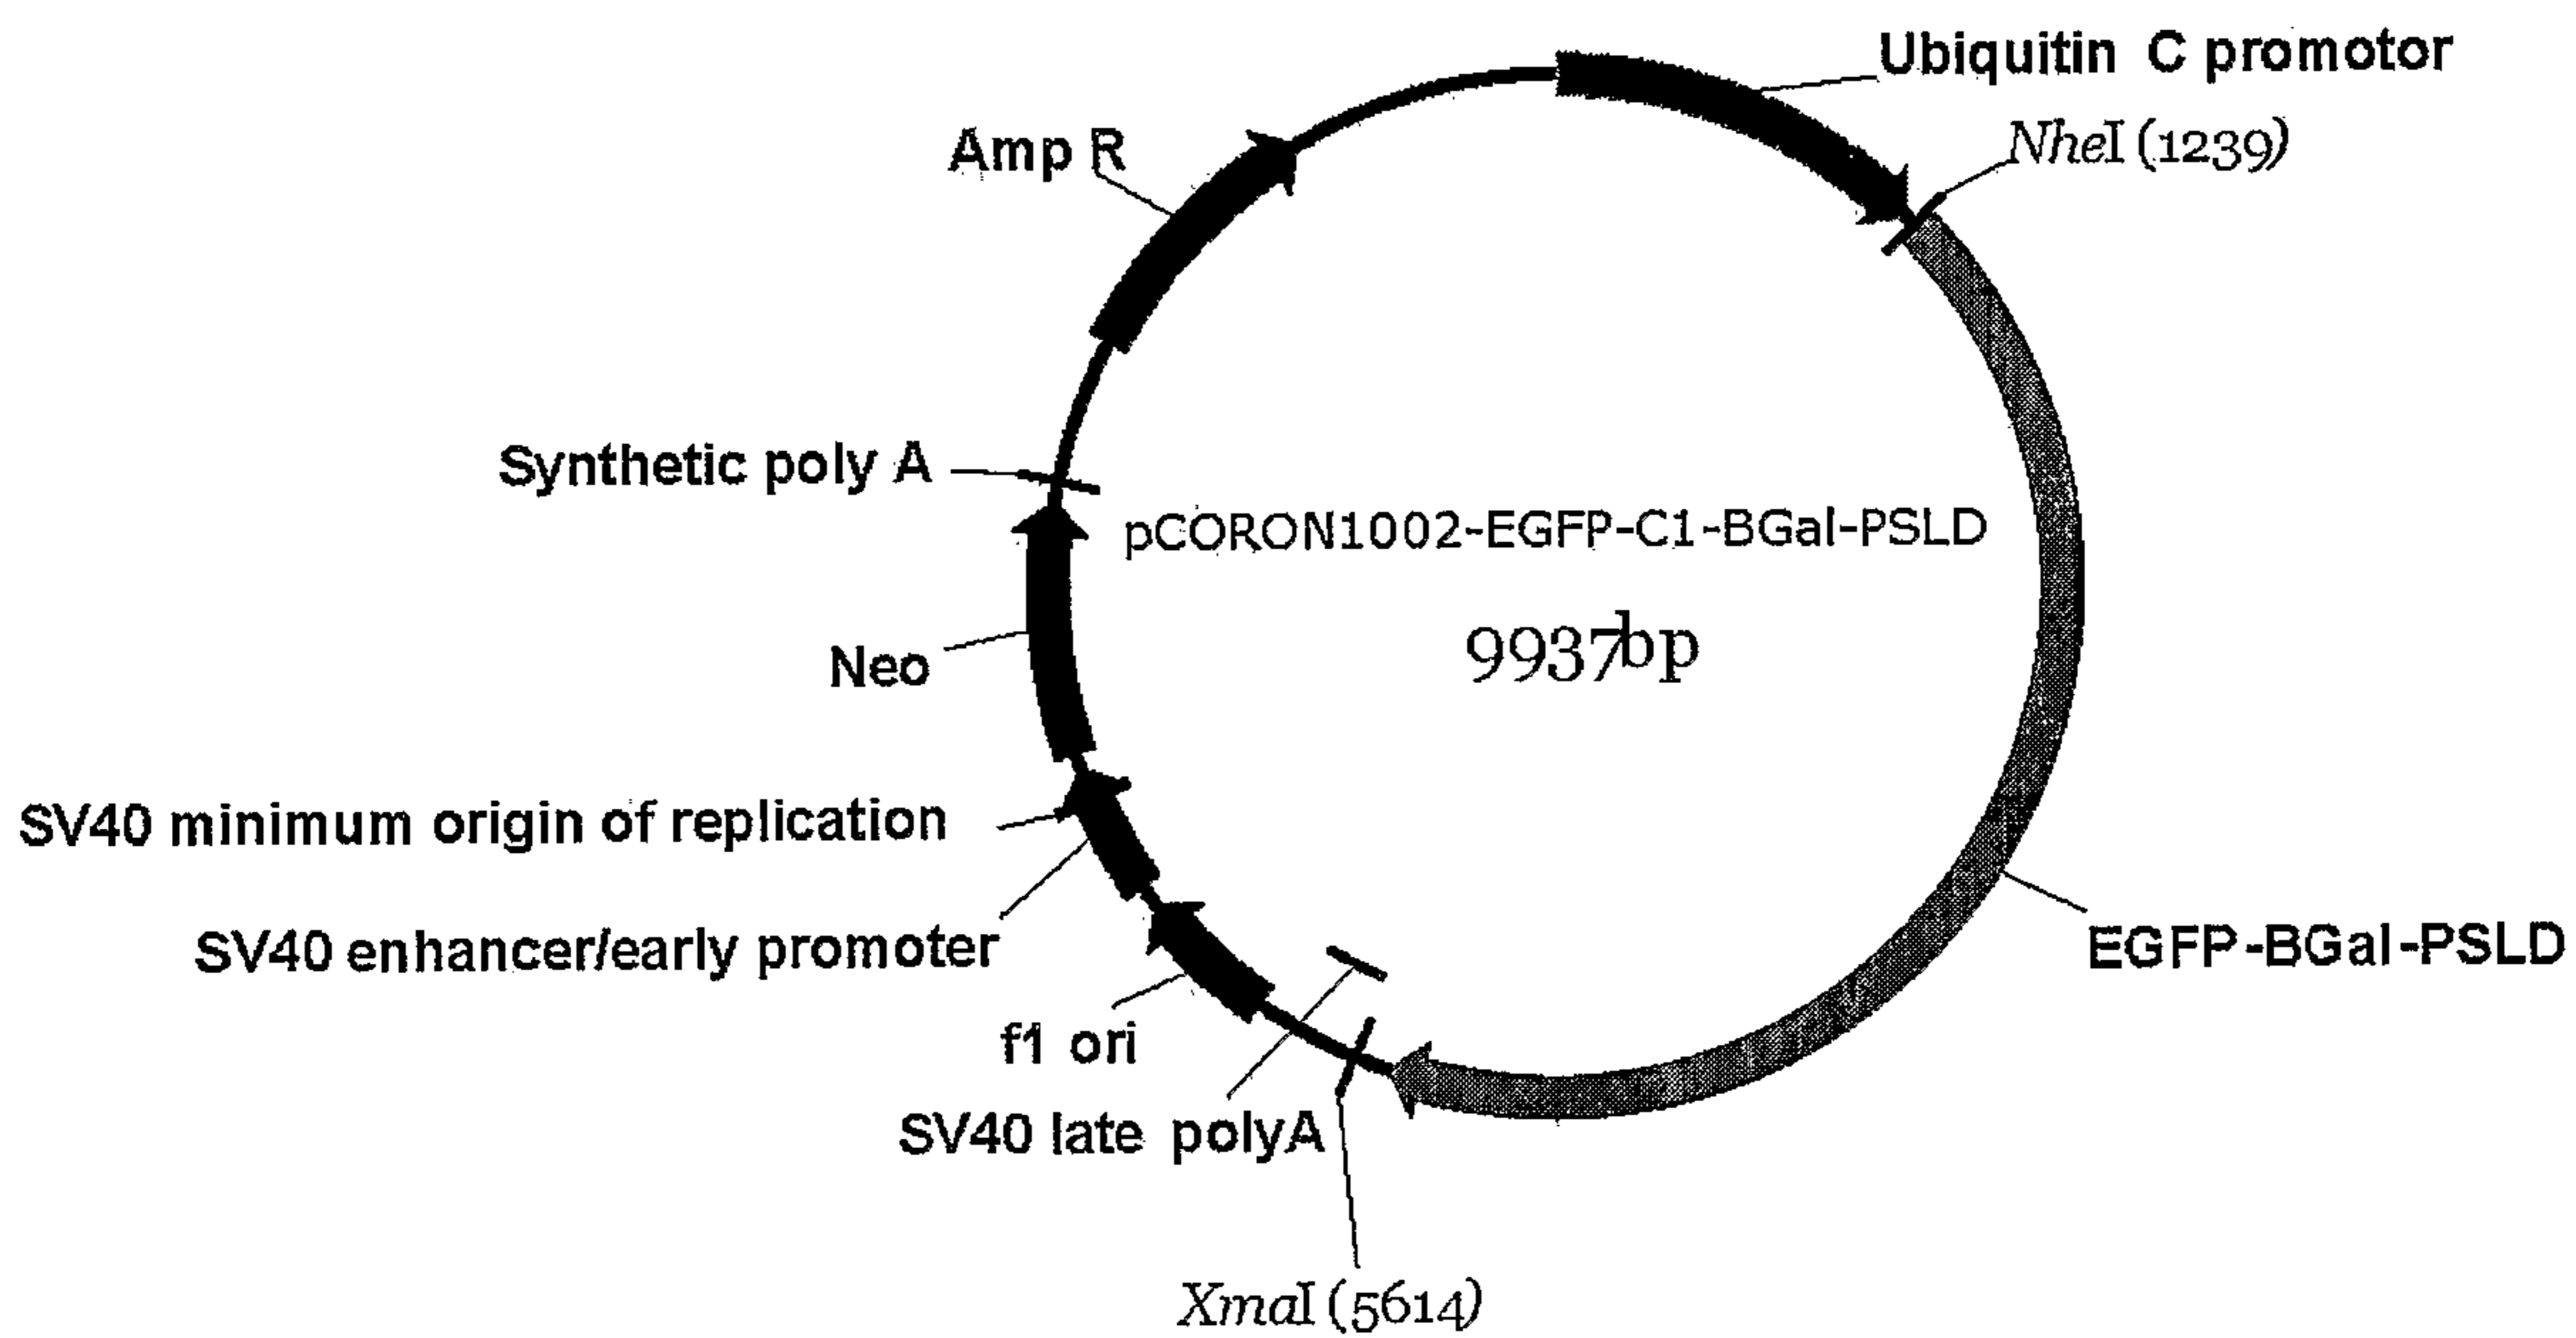 Ubiquitin C promotor
NheI (1239)
Amp R
Synthetic poly A
pCORON1002-EGFP-C1-BGal-PSLD
9937bp
Neo
SV40 minimum origin of replication
SV40 enhancer/early promoter
EGFP-BGal-PSLD
f1 ori
SV40 late polyA
XmaI (5614)